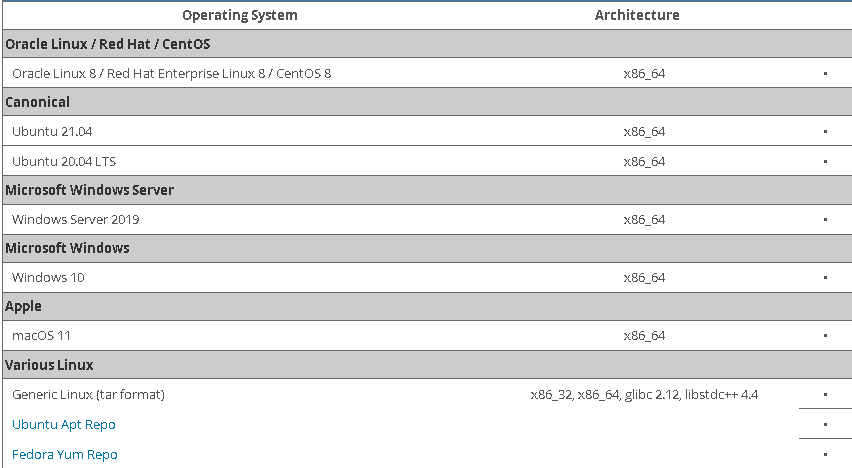 Operating System Architecture
Oracle Linux / Red Hat / CentOS
Oracle Linux 8 / Red Hat Enterprise Linux 8 / CentOS 8 x86_64 •
Canonical
Ubuntu 21.04 x86_64 •
Ubuntu 20.04 LTS x86_64 •
Microsoft Windows Server
Windows Server 2019 x86_64 •
Microsoft Windows
Windows 10 x86_64 •
Apple
macOS 11 x86_64 •
Various Linux
Generic Linux (tar format) x86_32, x86_64, glibc 2.12, libstdc++ 4.4 •
Ubuntu Apt Repo •
Fedora Yum Repo •